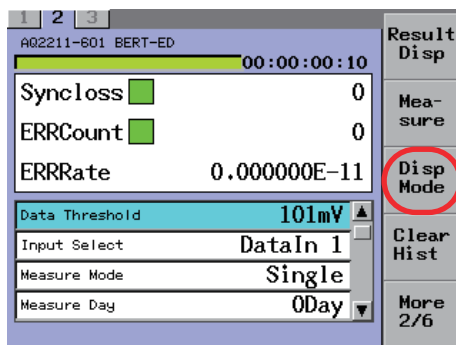 1 2 3
AQ2211-601 BERT-ED
00:00:00:10
Syncloss 0
ERRCount 0
ERRRate 0.000000E-11
Data Threshold 101mV
Input Select DataIn 1
Measure Mode Single
Measure Day 0Day
Result
Disp
Mea-
sure
Disp
Mode
Clear
Hist
More
2/6